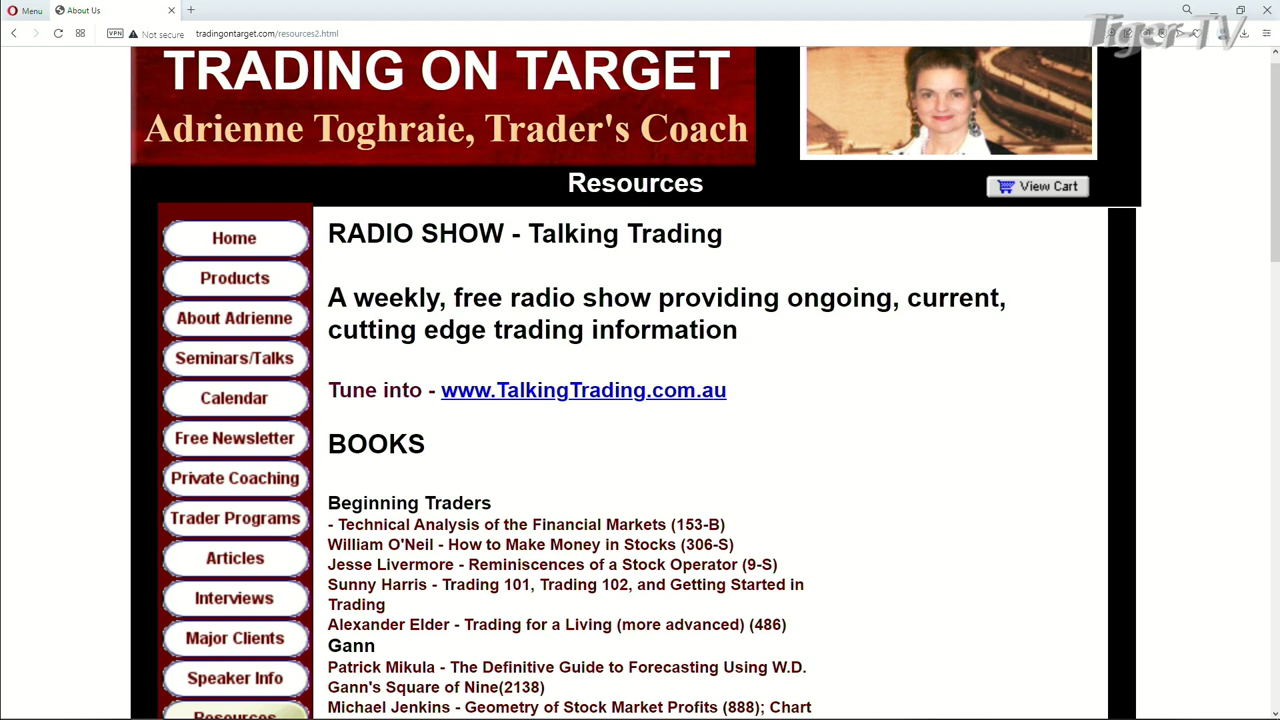 Menu
About Us
Tiger TV
VPN
Not secure
tradingontarget.com/resources2.html
TRADING ON TARGET
Adrienne Toghraie, Trader's Coach
Resources
View Cart
Home
Products
About Adrienne
Seminars/Talks
Calendar
Free Newsletter
Private Coaching
Trader Programs
Articles
Interviews
Major Clients
Speaker Info
Resources
RADIO SHOW - Talking Trading
A weekly, free radio show providing ongoing, current,
cutting edge trading information
Tune into - www.TalkingTrading.com.au
BOOKS
Beginning Traders
- Technical Analysis of the Financial Markets (153-B)
William O'Neil - How to Make Money in Stocks (306-S)
Jesse Livermore - Reminiscences of a Stock Operator (9-S)
Sunny Harris - Trading 101, Trading 102, and Getting Started in
Trading
Alexander Elder - Trading for a Living (more advanced) (486)
Gann
Patrick Mikula - The Definitive Guide to Forecasting Using W.D.
Gann's Square of Nine(2138)
Michael Jenkins - Geometry of Stock Market Profits (888); Chart